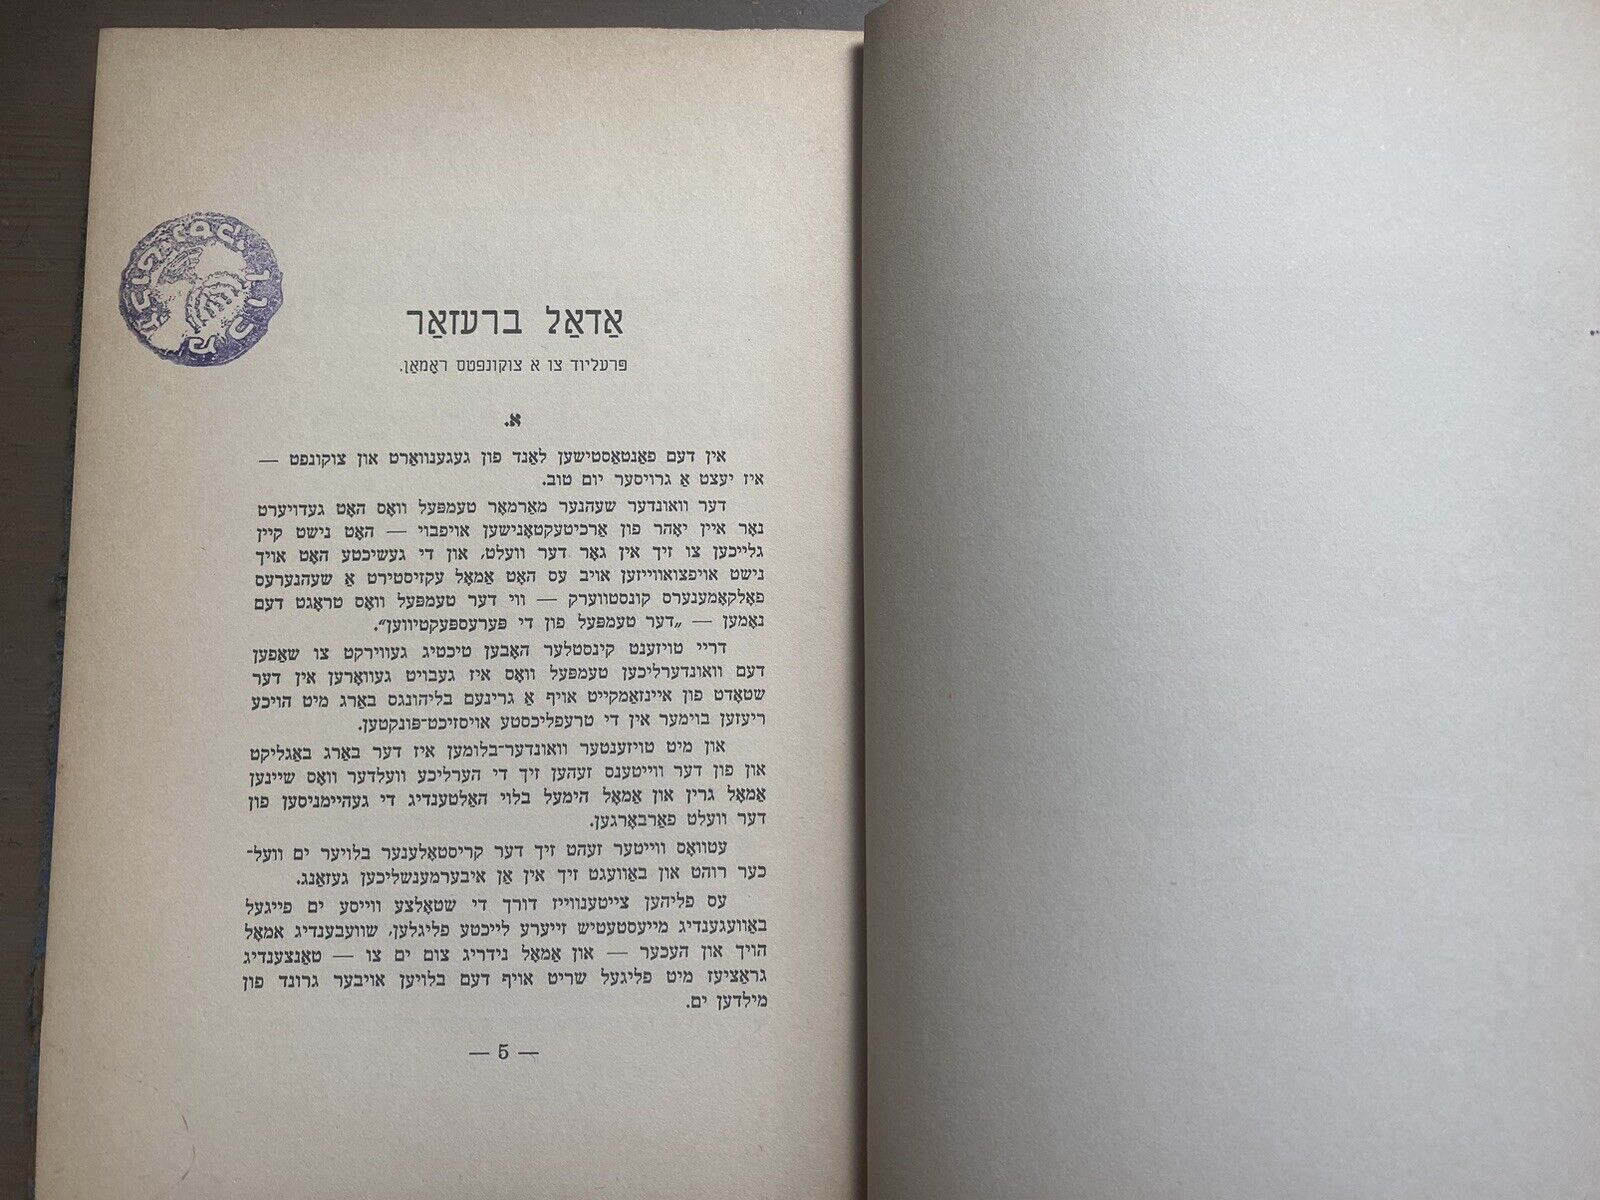 אַדאַל ברעזאַר
פּרעליוד צו א צוקונפטס ראָמאַן.
א.
אין דעם פאַנטאַסטישען לאַנד פון געגענוואַרט און צוקונפט —
איז יעצט אַ גרויסער יום טוב.
דער וואונדער שעהנער מאַרמאָר טעמפּעל וואָס האָט געדויערט
נאָר איין יאָהר פון אַרכיטעקטאָנישען אויפבוי — האָט נישט קיין
גלייכען צו זיך אין גאָר דער וועלט, און די געשיכטע האָט אויך
נישט אויפצואווייזען אויב עס האָט אַמאָל עקזיסטירט אַ שעהנערעס
פאָלקאָמענערס קונסטווערק — ווי דער טעמפּעל וואָס טראָגט דעם
נאָמען — „דער טעמפּעל פון די פּערעספּעקטיווען”.
דריי טויזענט קינסטלער האָבען טיכטיג געווירקט צו שאַפען
דעם וואונדערליכען טעמפּעל וואָס איז געבויט געוואָרען אין דער
שטאָדט פון איינזאַמקייט אויף אַ גרינעם בליהונגס באַרג מיט הויכע
ריעזען בוימער אין די טרעפליכסטע אויסזיכט־פּונקטען.
און מיט טויזענטער וואונדער־בלומען איז דער באַרג באַגליקט
און פון דער ווייטענס זעהען זיך די הערליכע וועלדער וואָס שיינען
אַמאָל גרין און אַמאָל הימעל בלוי האַלטענדיג די געהיימניסען פון
דער וועלט פאַרבאָרגען.
עטוואָס ווייטער זעהט זיך דער קריסטאָלענער בלויער ים וועל־
כער רוהט און באַוועגט זיך אין אַן איבערמענשליכען געזאַנג.
עס פליהען צייטענווייז דורך די שטאָלצע ווייסע ים פייגעל
באַוועגענדיג מייעסטעטיש זייערע לייכטע פליגלען, שוועבענדיג אמאָל
הויך און העכער — און אַמאָל נידריג צום ים צו — טאַנצענדיג
גראַציעז מיט פליגעל שריט אויף דעם בלויען אויבער גרונד פון
מילדען ים.
— 5 —